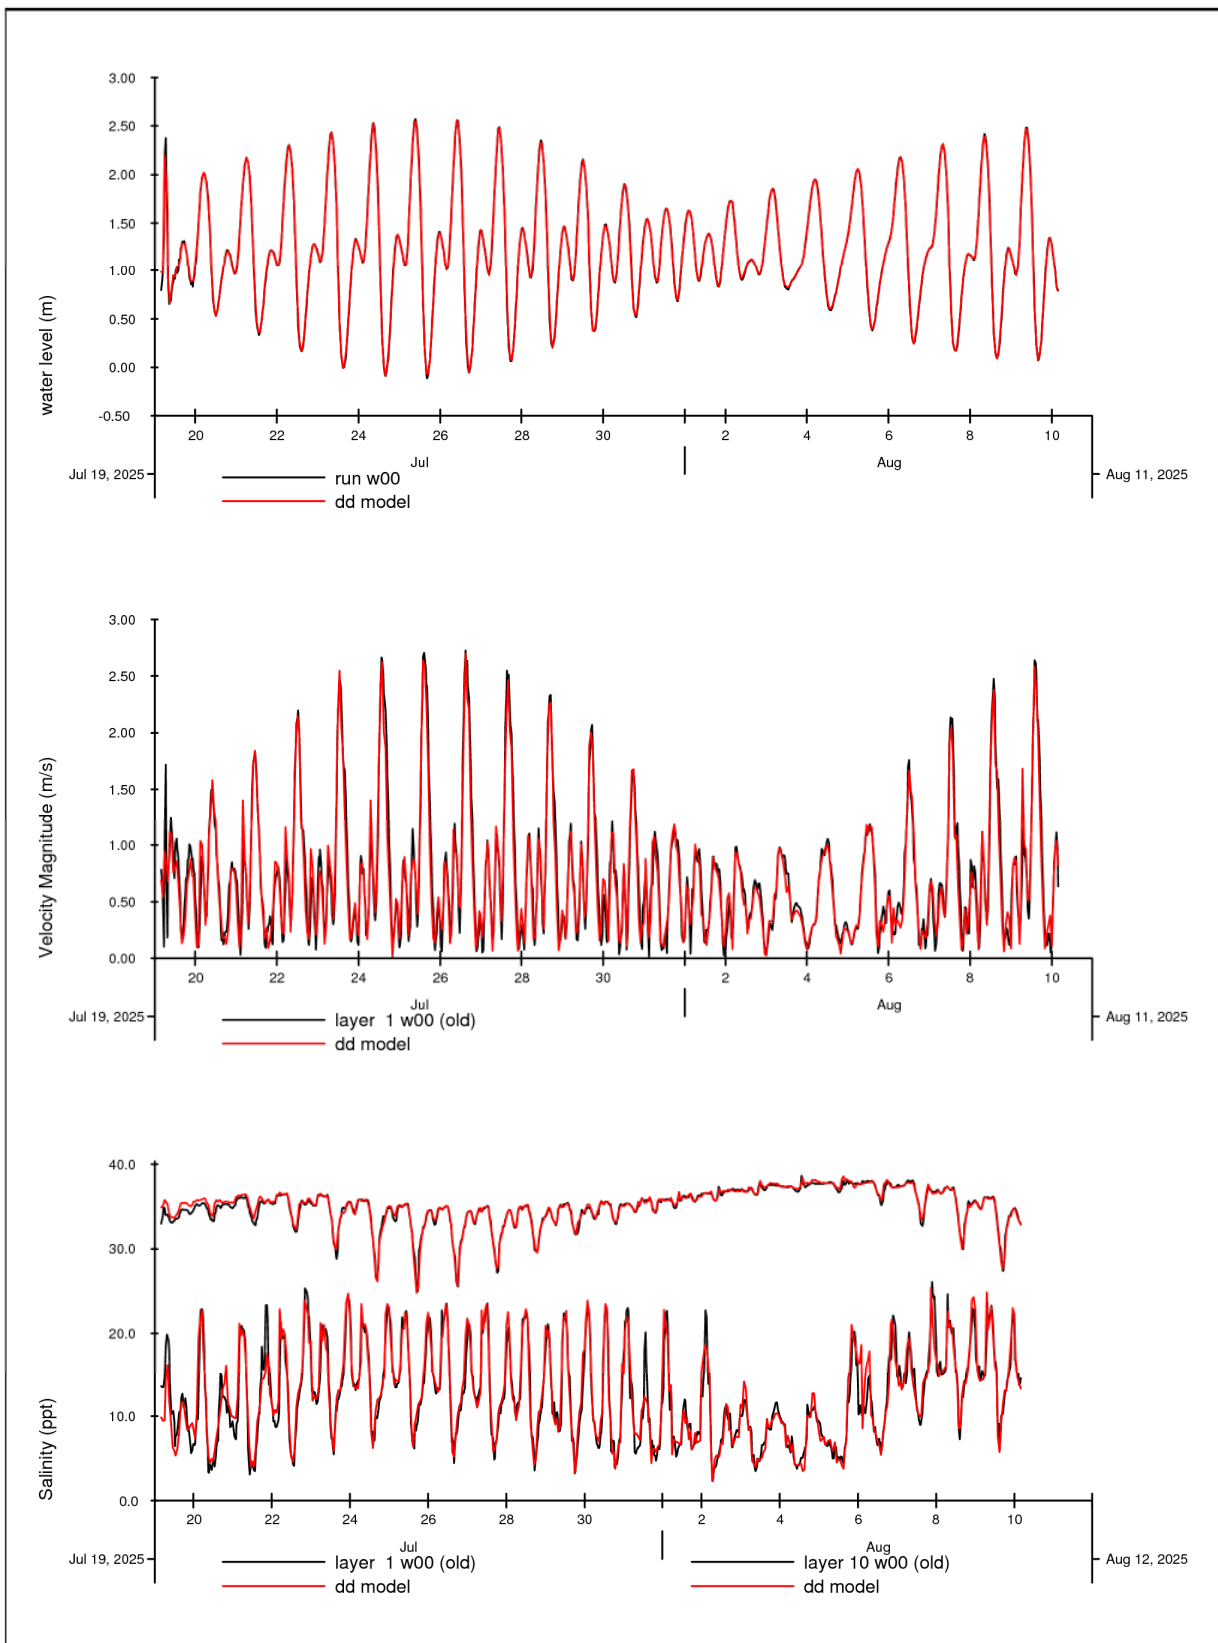 3.00
2.50
2.00
1.50
1.00
0.50
0.00
-0.50
water level (m)
20 22 24 26 28 30 2 4 6 8 10
Jul Aug
Jul 19, 2025 Aug 11, 2025
run w00
dd model
3.00
2.50
2.00
1.50
1.00
0.50
0.00
Velocity Magnitude (m/s)
20 22 24 26 28 30 2 4 6 8 10
Jul Aug
Jul 19, 2025 Aug 11, 2025
layer 1 w00 (old)
dd model
40.0
30.0
20.0
10.0
0.0
Salinity (ppt)
20 22 24 26 28 30 2 4 6 8 10
Jul Aug
Jul 19, 2025 Aug 12, 2025
layer 1 w00 (old) layer 10 w00 (old)
dd model dd model